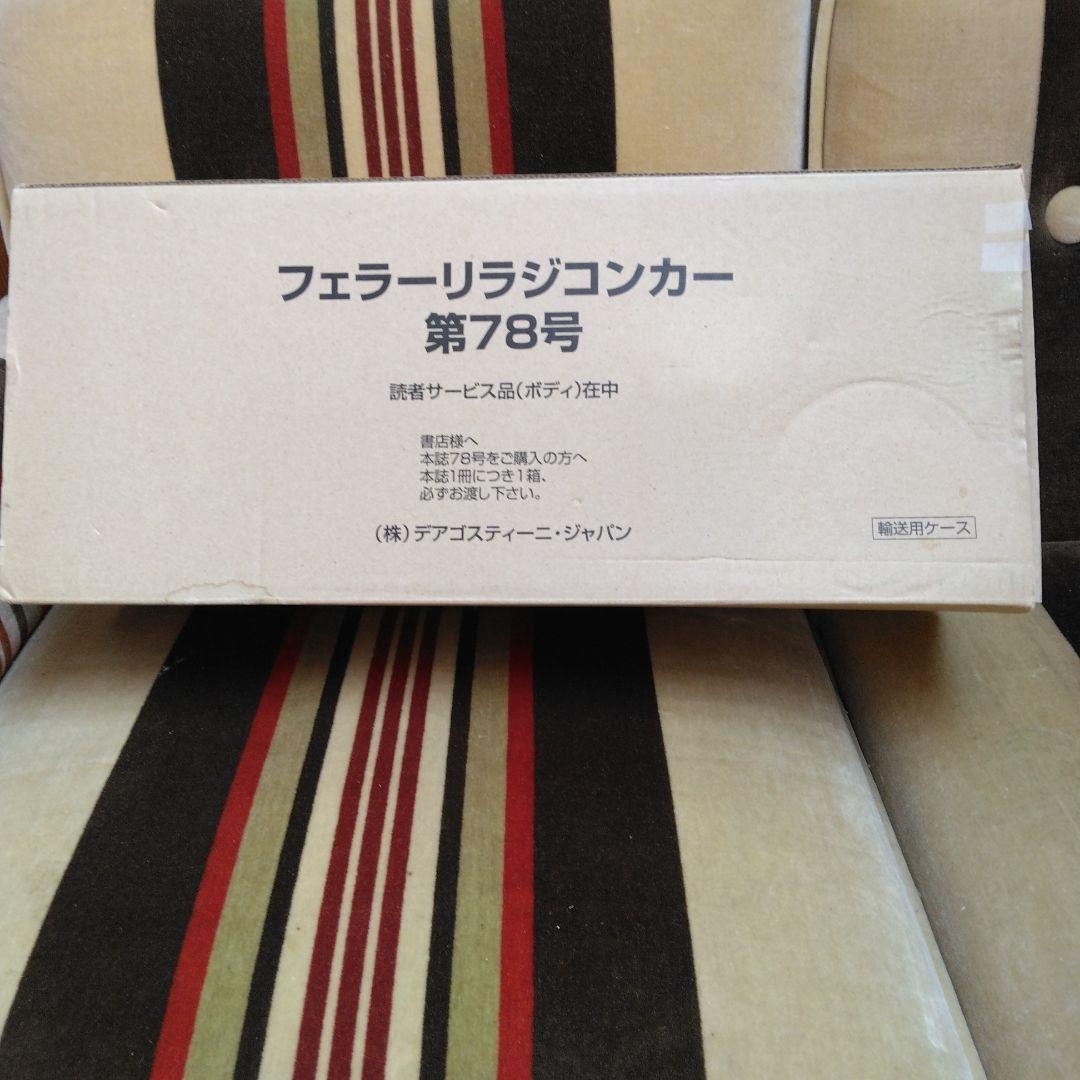 フェラーリラジコンカー
第78号
読者サービス品(ボディ)在中
書店様へ
本誌78号をご購入の方へ
本誌1冊につき1箱、
必ずお渡し下さい。
(株)デアゴスティーニ・ジャパン
輸送用ケース